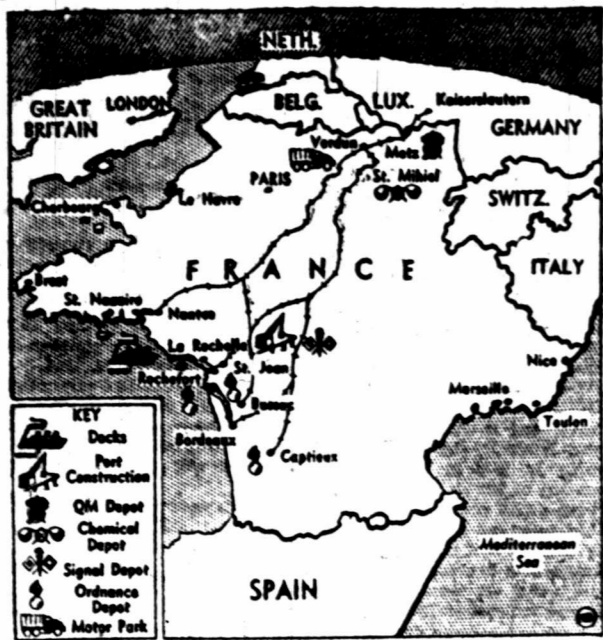 NETH.
GREAT
BRITAIN
LONDON
BELG.
LUX.
Kaiserslautern
GERMANY
Verdun
Metz
PARIS
St. Mihiel
Le Havre
SWITZ.
Cherbourg
FRANCE
ITALY
Brest
St. Nazaire
Nantes
La Rochelle
Rochefort
St. Jean
Nice
Bassac
Marseille
Toulon
Bordeaux
Captieux
KEY
Docks
Port
Construction
QM Depot
Chemical
Depot
Signal Depot
Ordnance
Depot
Motor Park
Mediterranean
Sea
SPAIN